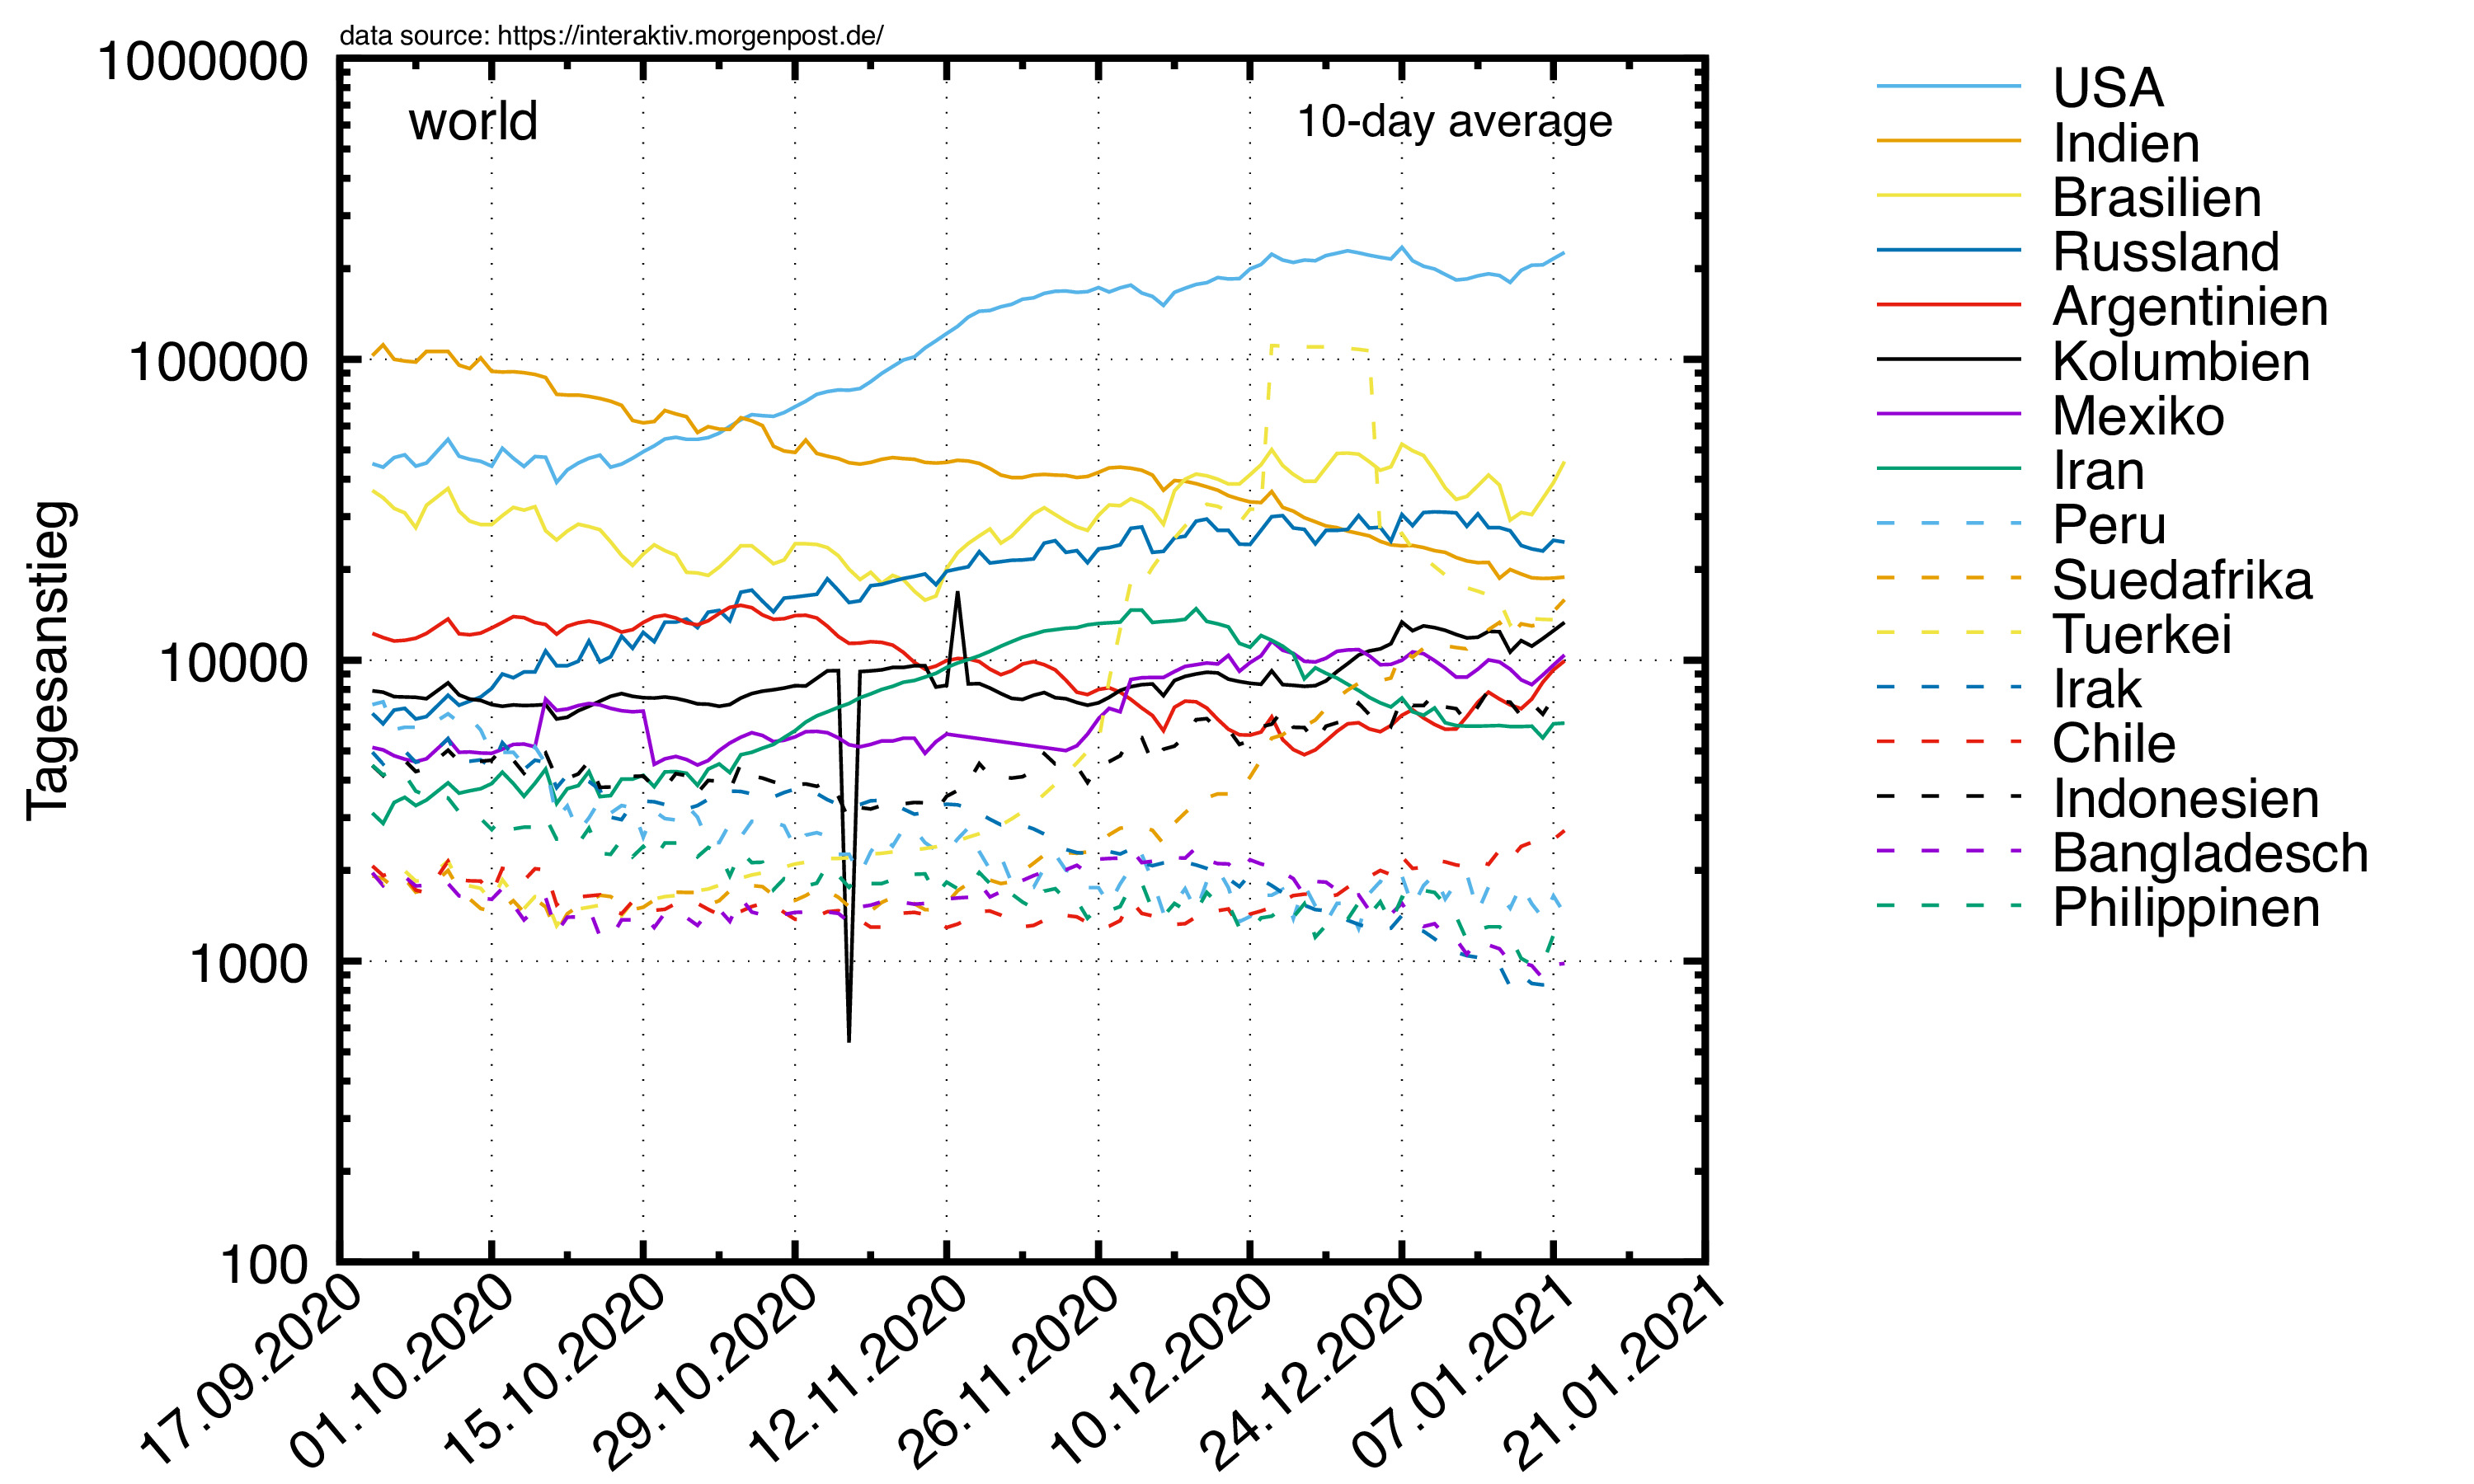 data source: https://interaktiv.morgenpost.de/
1000000
100000
10000
1000
100
Tagesanstieg
world
10-day average
17.09.2020
01.10.2020
15.10.2020
29.10.2020
12.11.2020
26.11.2020
10.12.2020
24.12.2020
07.01.2021
21.01.2021
USA
Indien
Brasilien
Russland
Argentinien
Kolumbien
Mexiko
Iran
Peru
Suedafrika
Tuerkei
Irak
Chile
Indonesien
Bangladesch
Philippinen